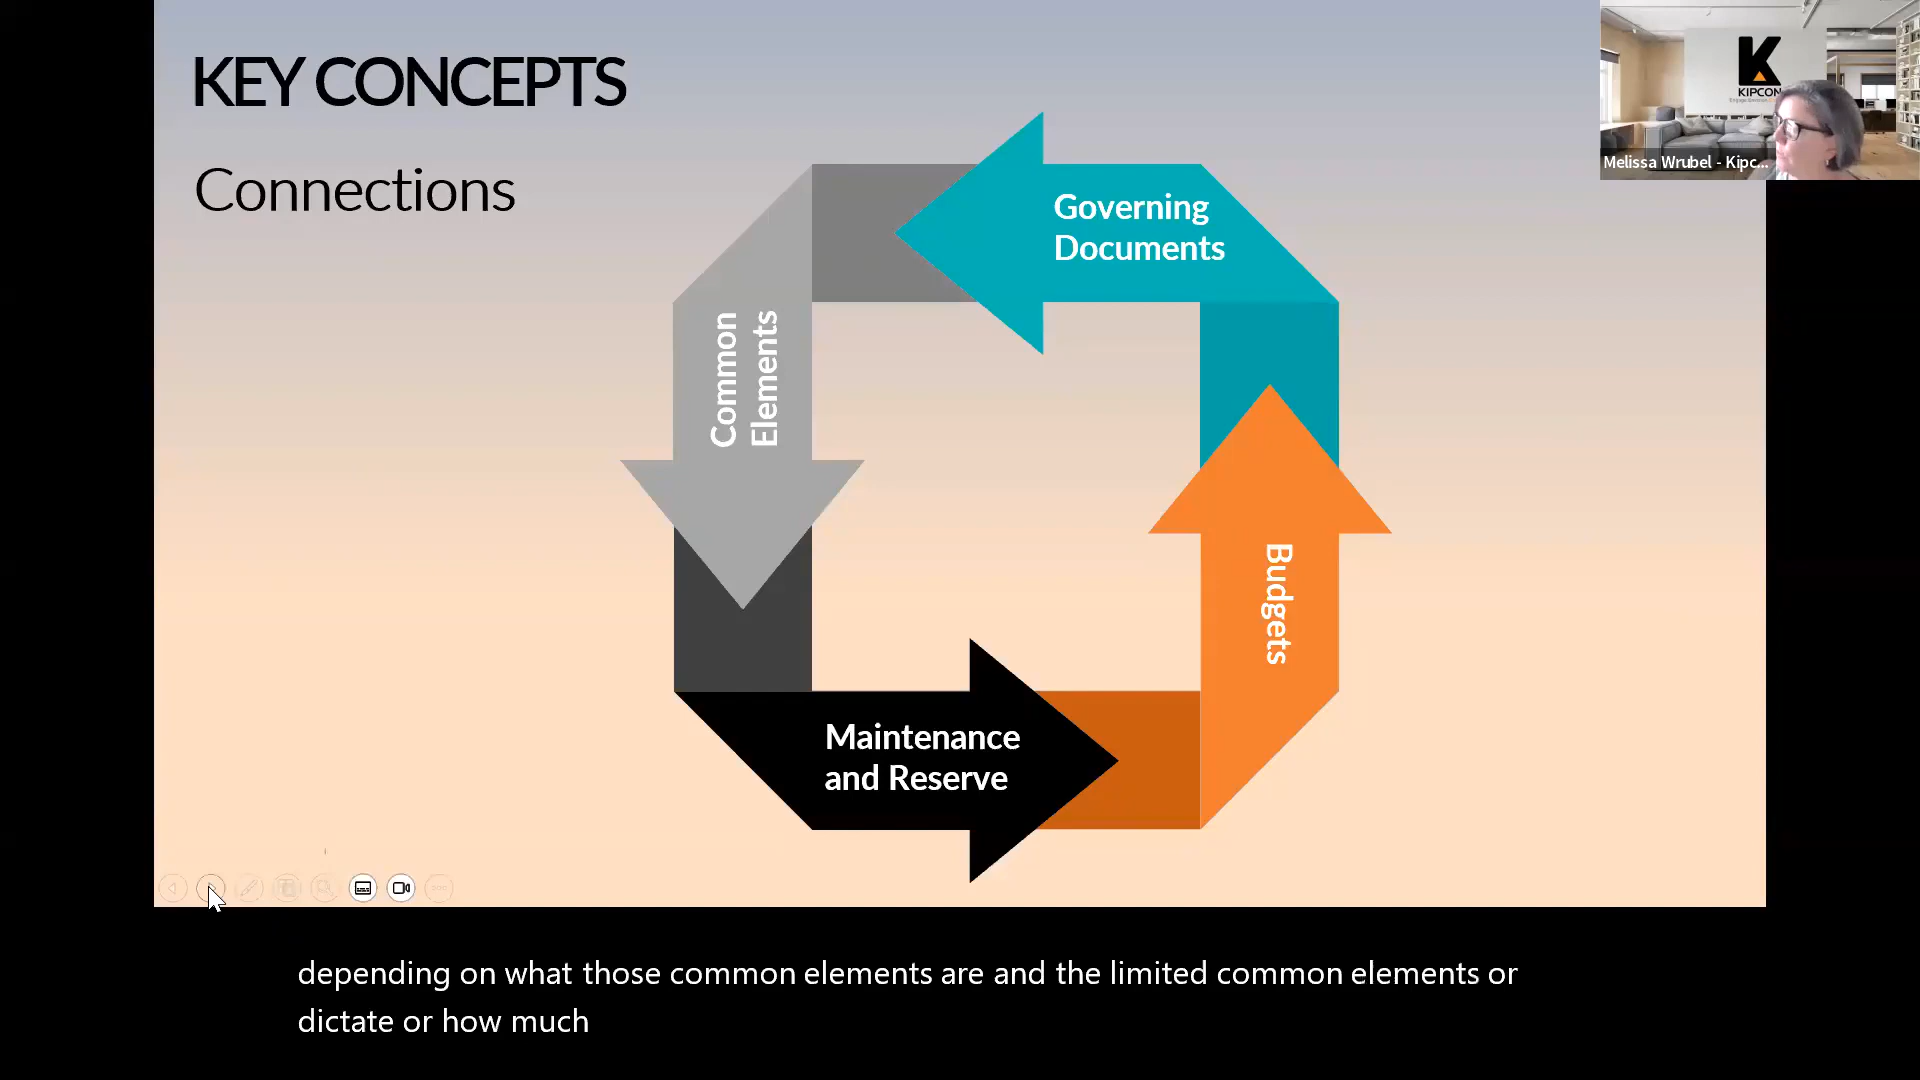 KEY CONCEPTS
Connections
Governing
Documents
Common
Elements
Budgets
Maintenance
and Reserve
K
KIPCON
Melissa Wrubel - Kipc...
depending on what those common elements are and the limited common elements or
dictate or how much